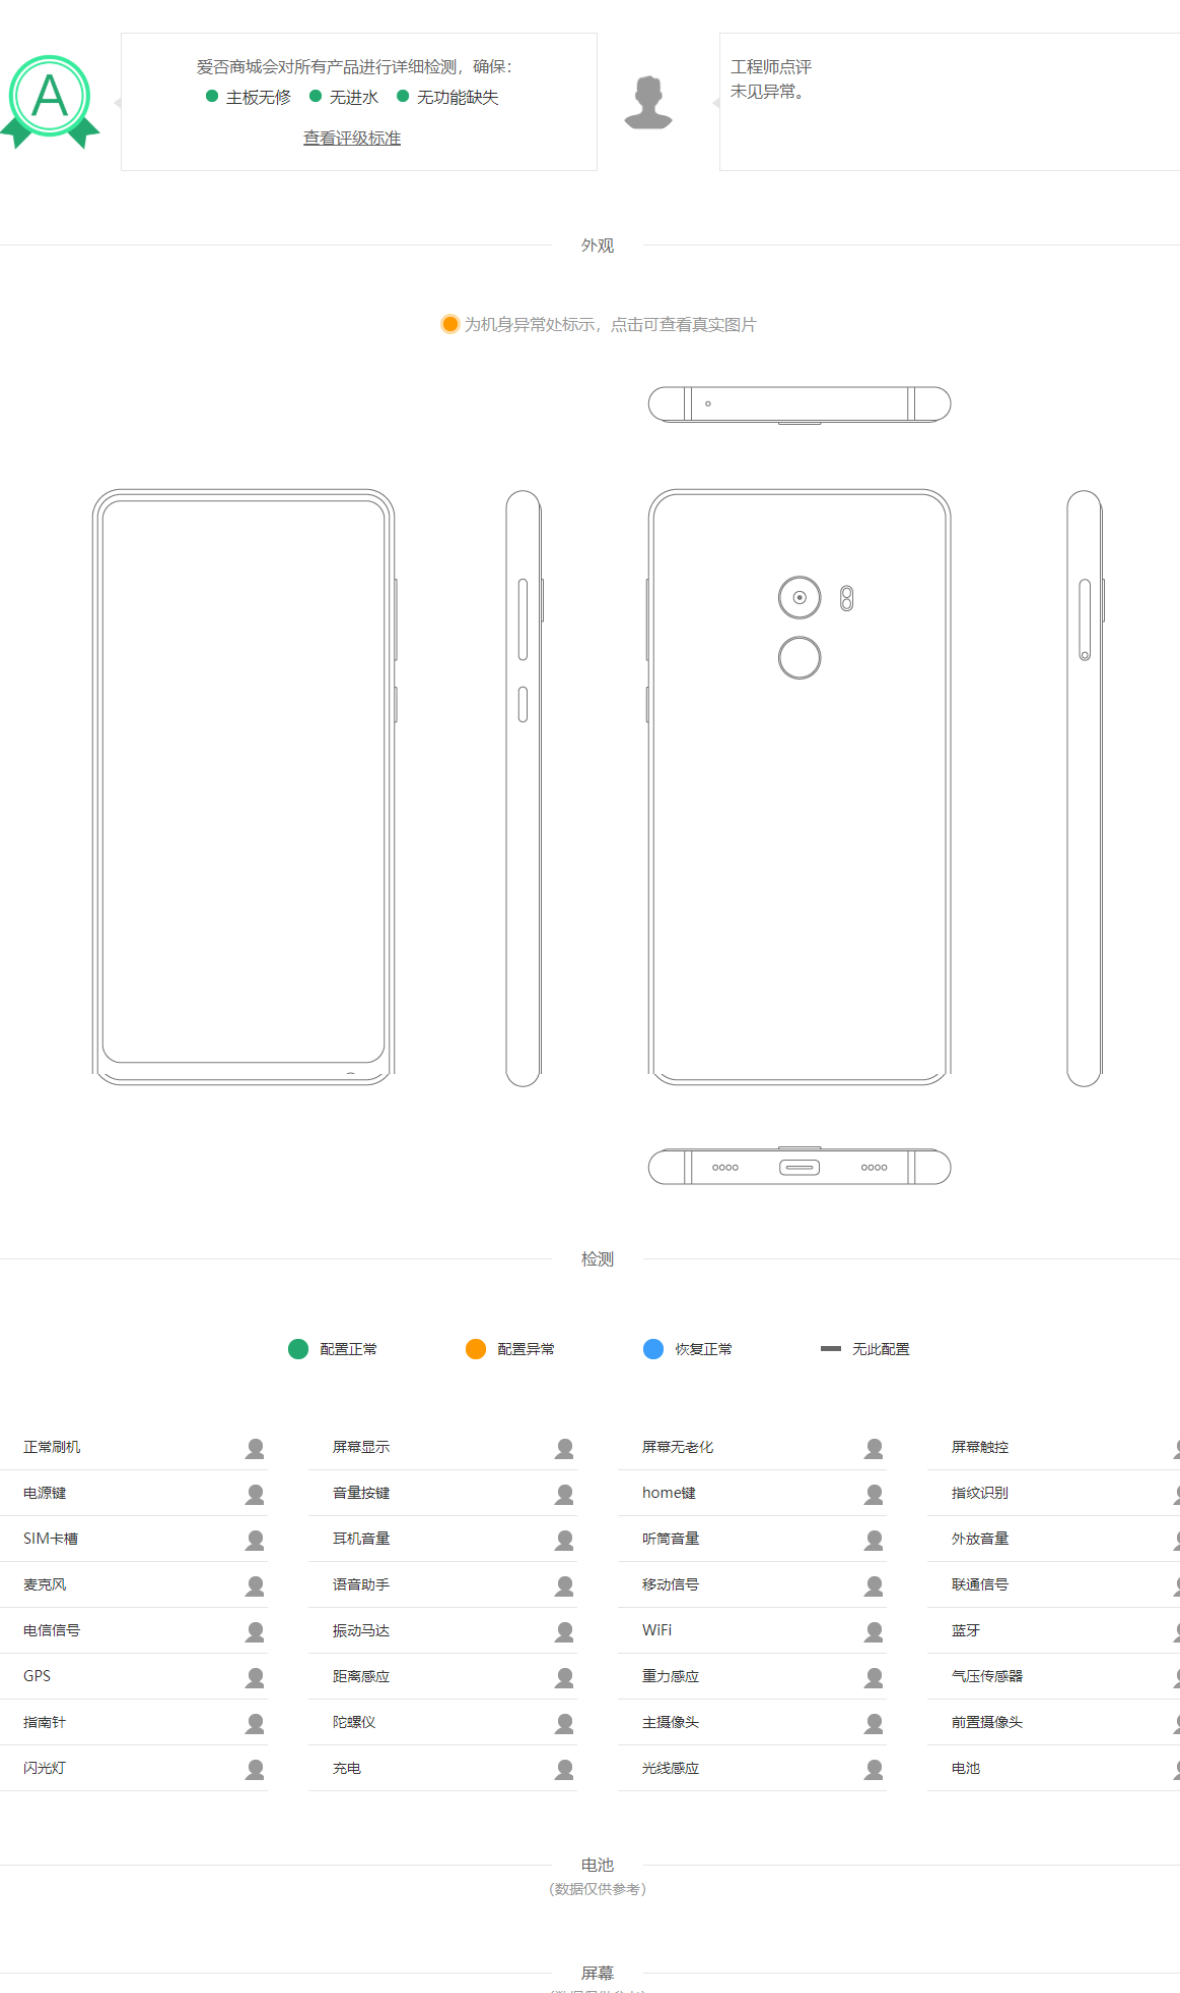 A
爱否商城会对所有产品进行详细检测，确保：
主板无修 无进水 无功能缺失
查看评级标准
工程师点评
未见异常。
外观
为机身异常处标示，点击可查看真实图片
检测
配置正常 配置异常 恢复正常 无此配置
正常刷机 屏幕显示 屏幕无老化 屏幕触控
电源键 音量按键 home键 指纹识别
SIM卡槽 耳机音量 听筒音量 外放音量
麦克风 语音助手 移动信号 联通信号
电信信号 振动马达 WiFi 蓝牙
GPS 距离感应 重力感应 气压传感器
指南针 陀螺仪 主摄像头 前置摄像头
闪光灯 充电 光线感应 电池
电池
（数据仅供参考）
屏幕